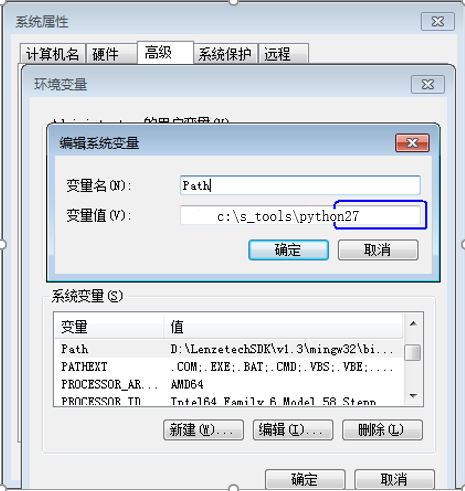 系统属性
计算机名 硬件 高级 系统保护 远程
环境变量
编辑系统变量
变量名(N): Path
变量值(V): c:\s_tools\python27
确定 取消
系统变量(S)
变量 值
Path D:\LenzetechSDK\v1.3\mingw32\bi...
PATHEXT .COM;.EXE;.BAT;.CMD;.VBS;.VBE;....
PROCESSOR_AR... AMD64
PROCESSOR_ID Intel64 Family 6 Model 58 Stepp
新建(W)... 编辑(I)... 删除(L)
确定 取消